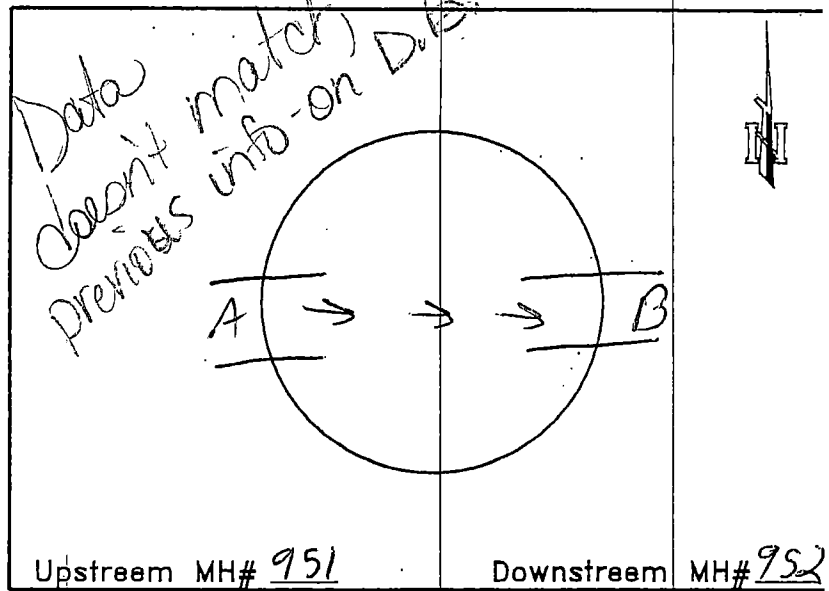 Data
doesn't match,
previous info-on D.B.
N
A → → → B
Upstreem MH# 951
Downstreem MH# 952